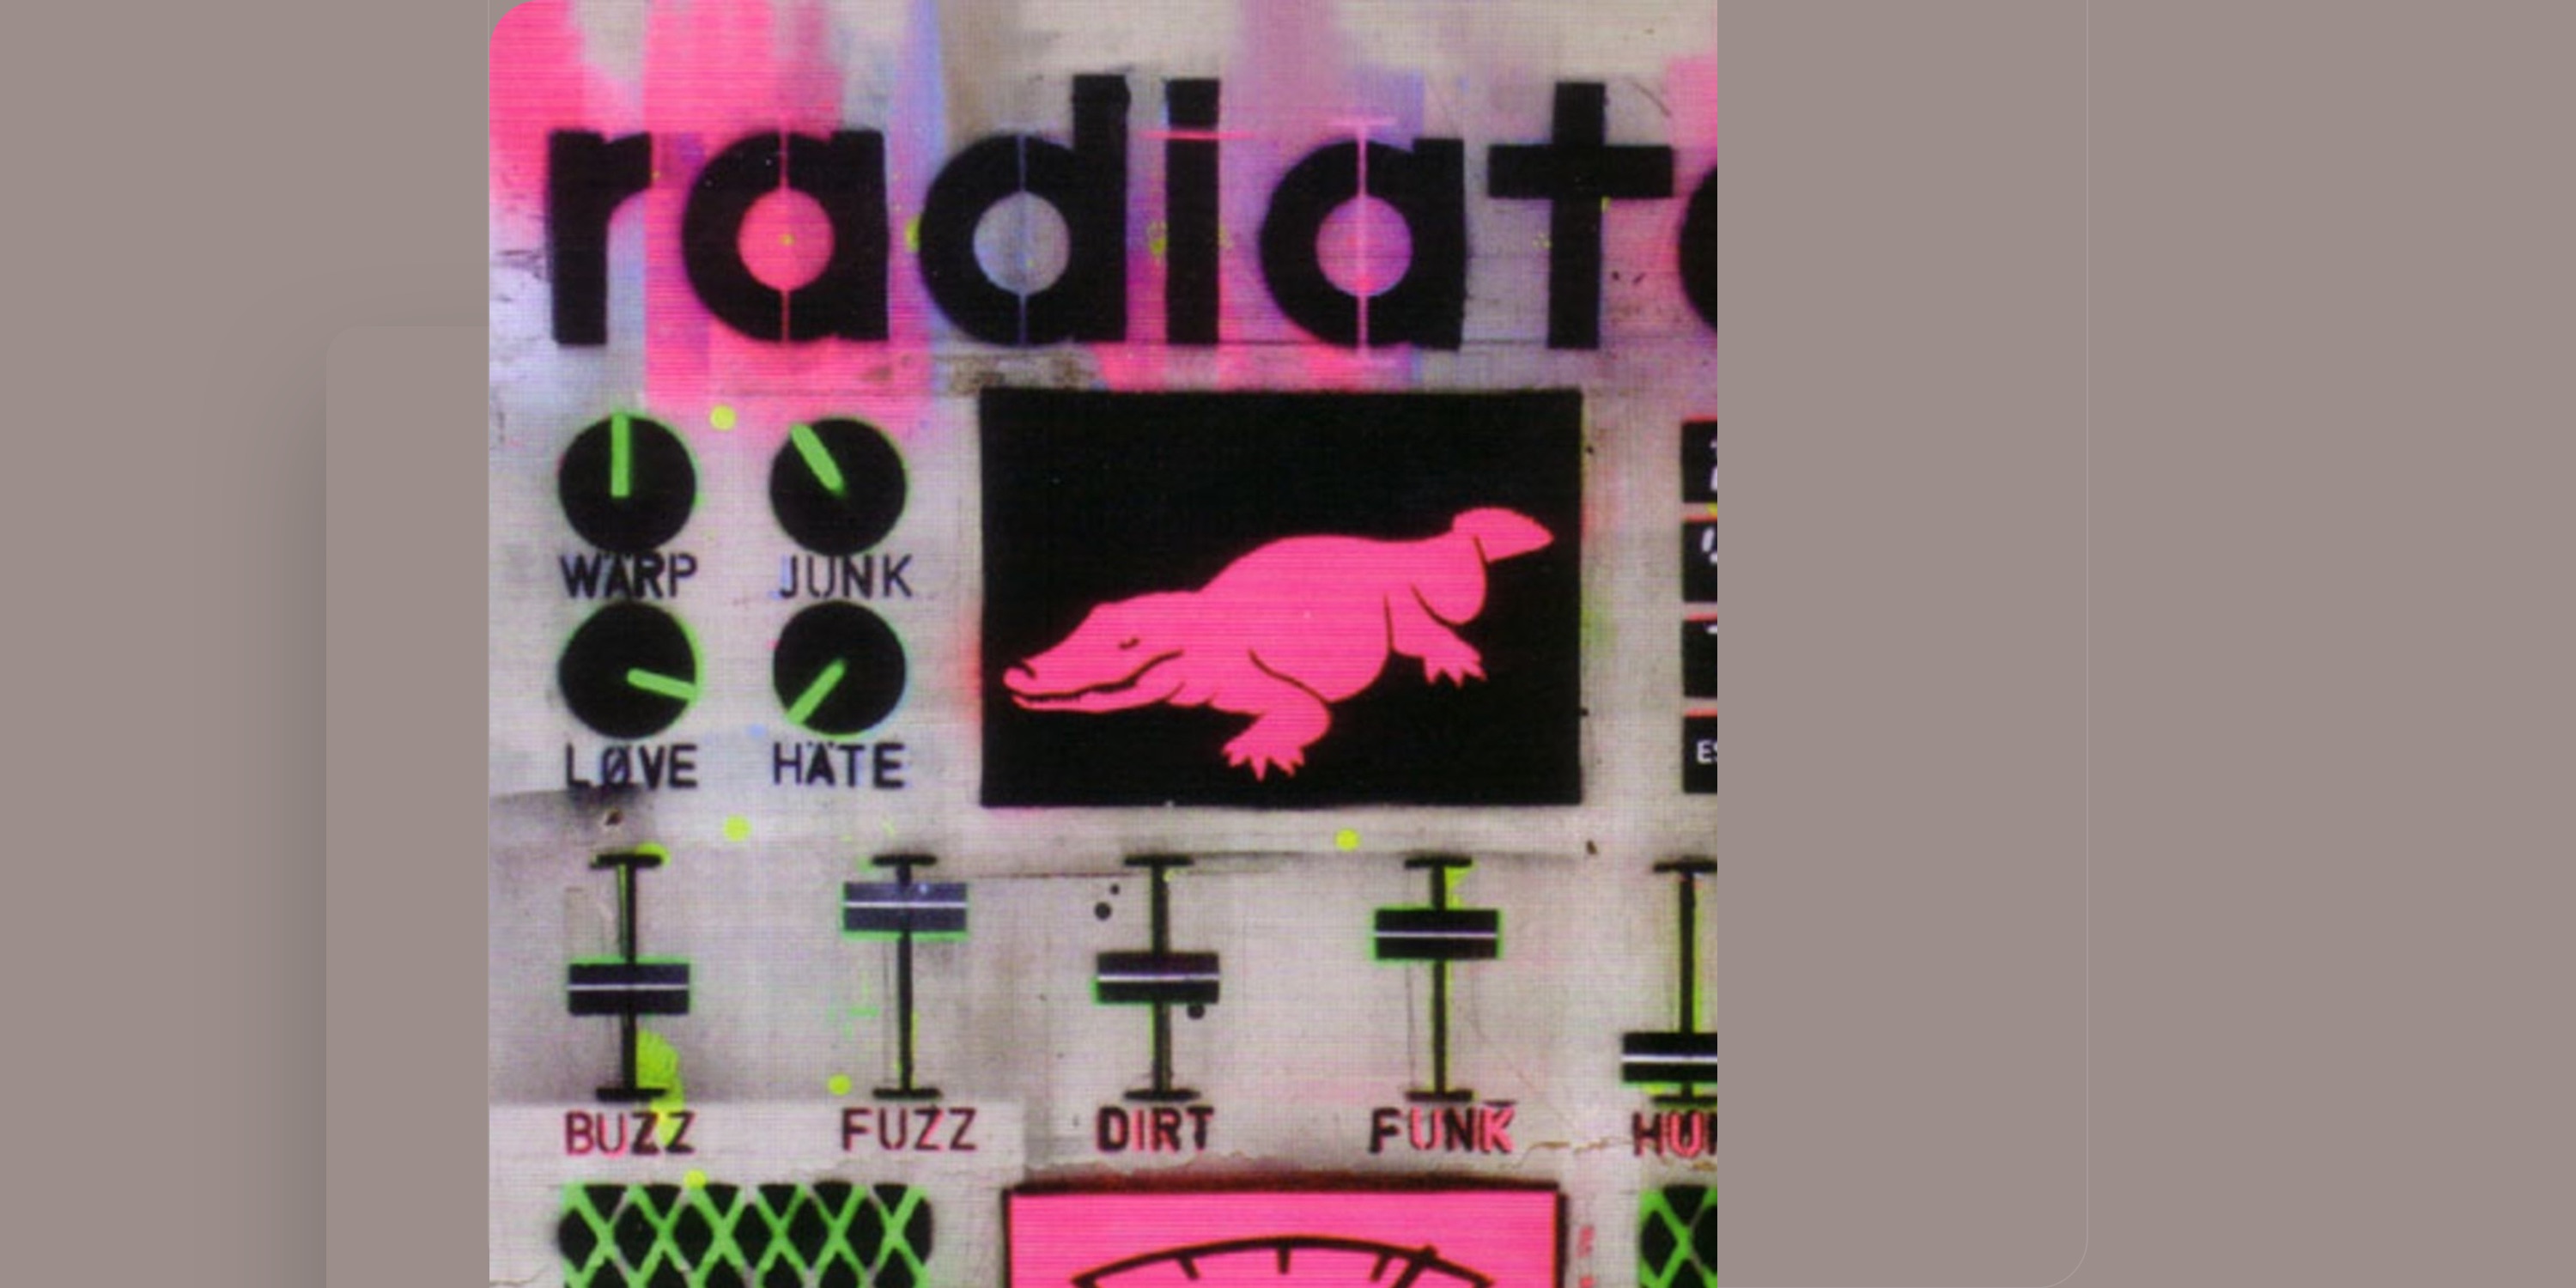 radiat
WARP JUNK
LØVE HÄTE
BUZZ FUZZ DIRT FUNK